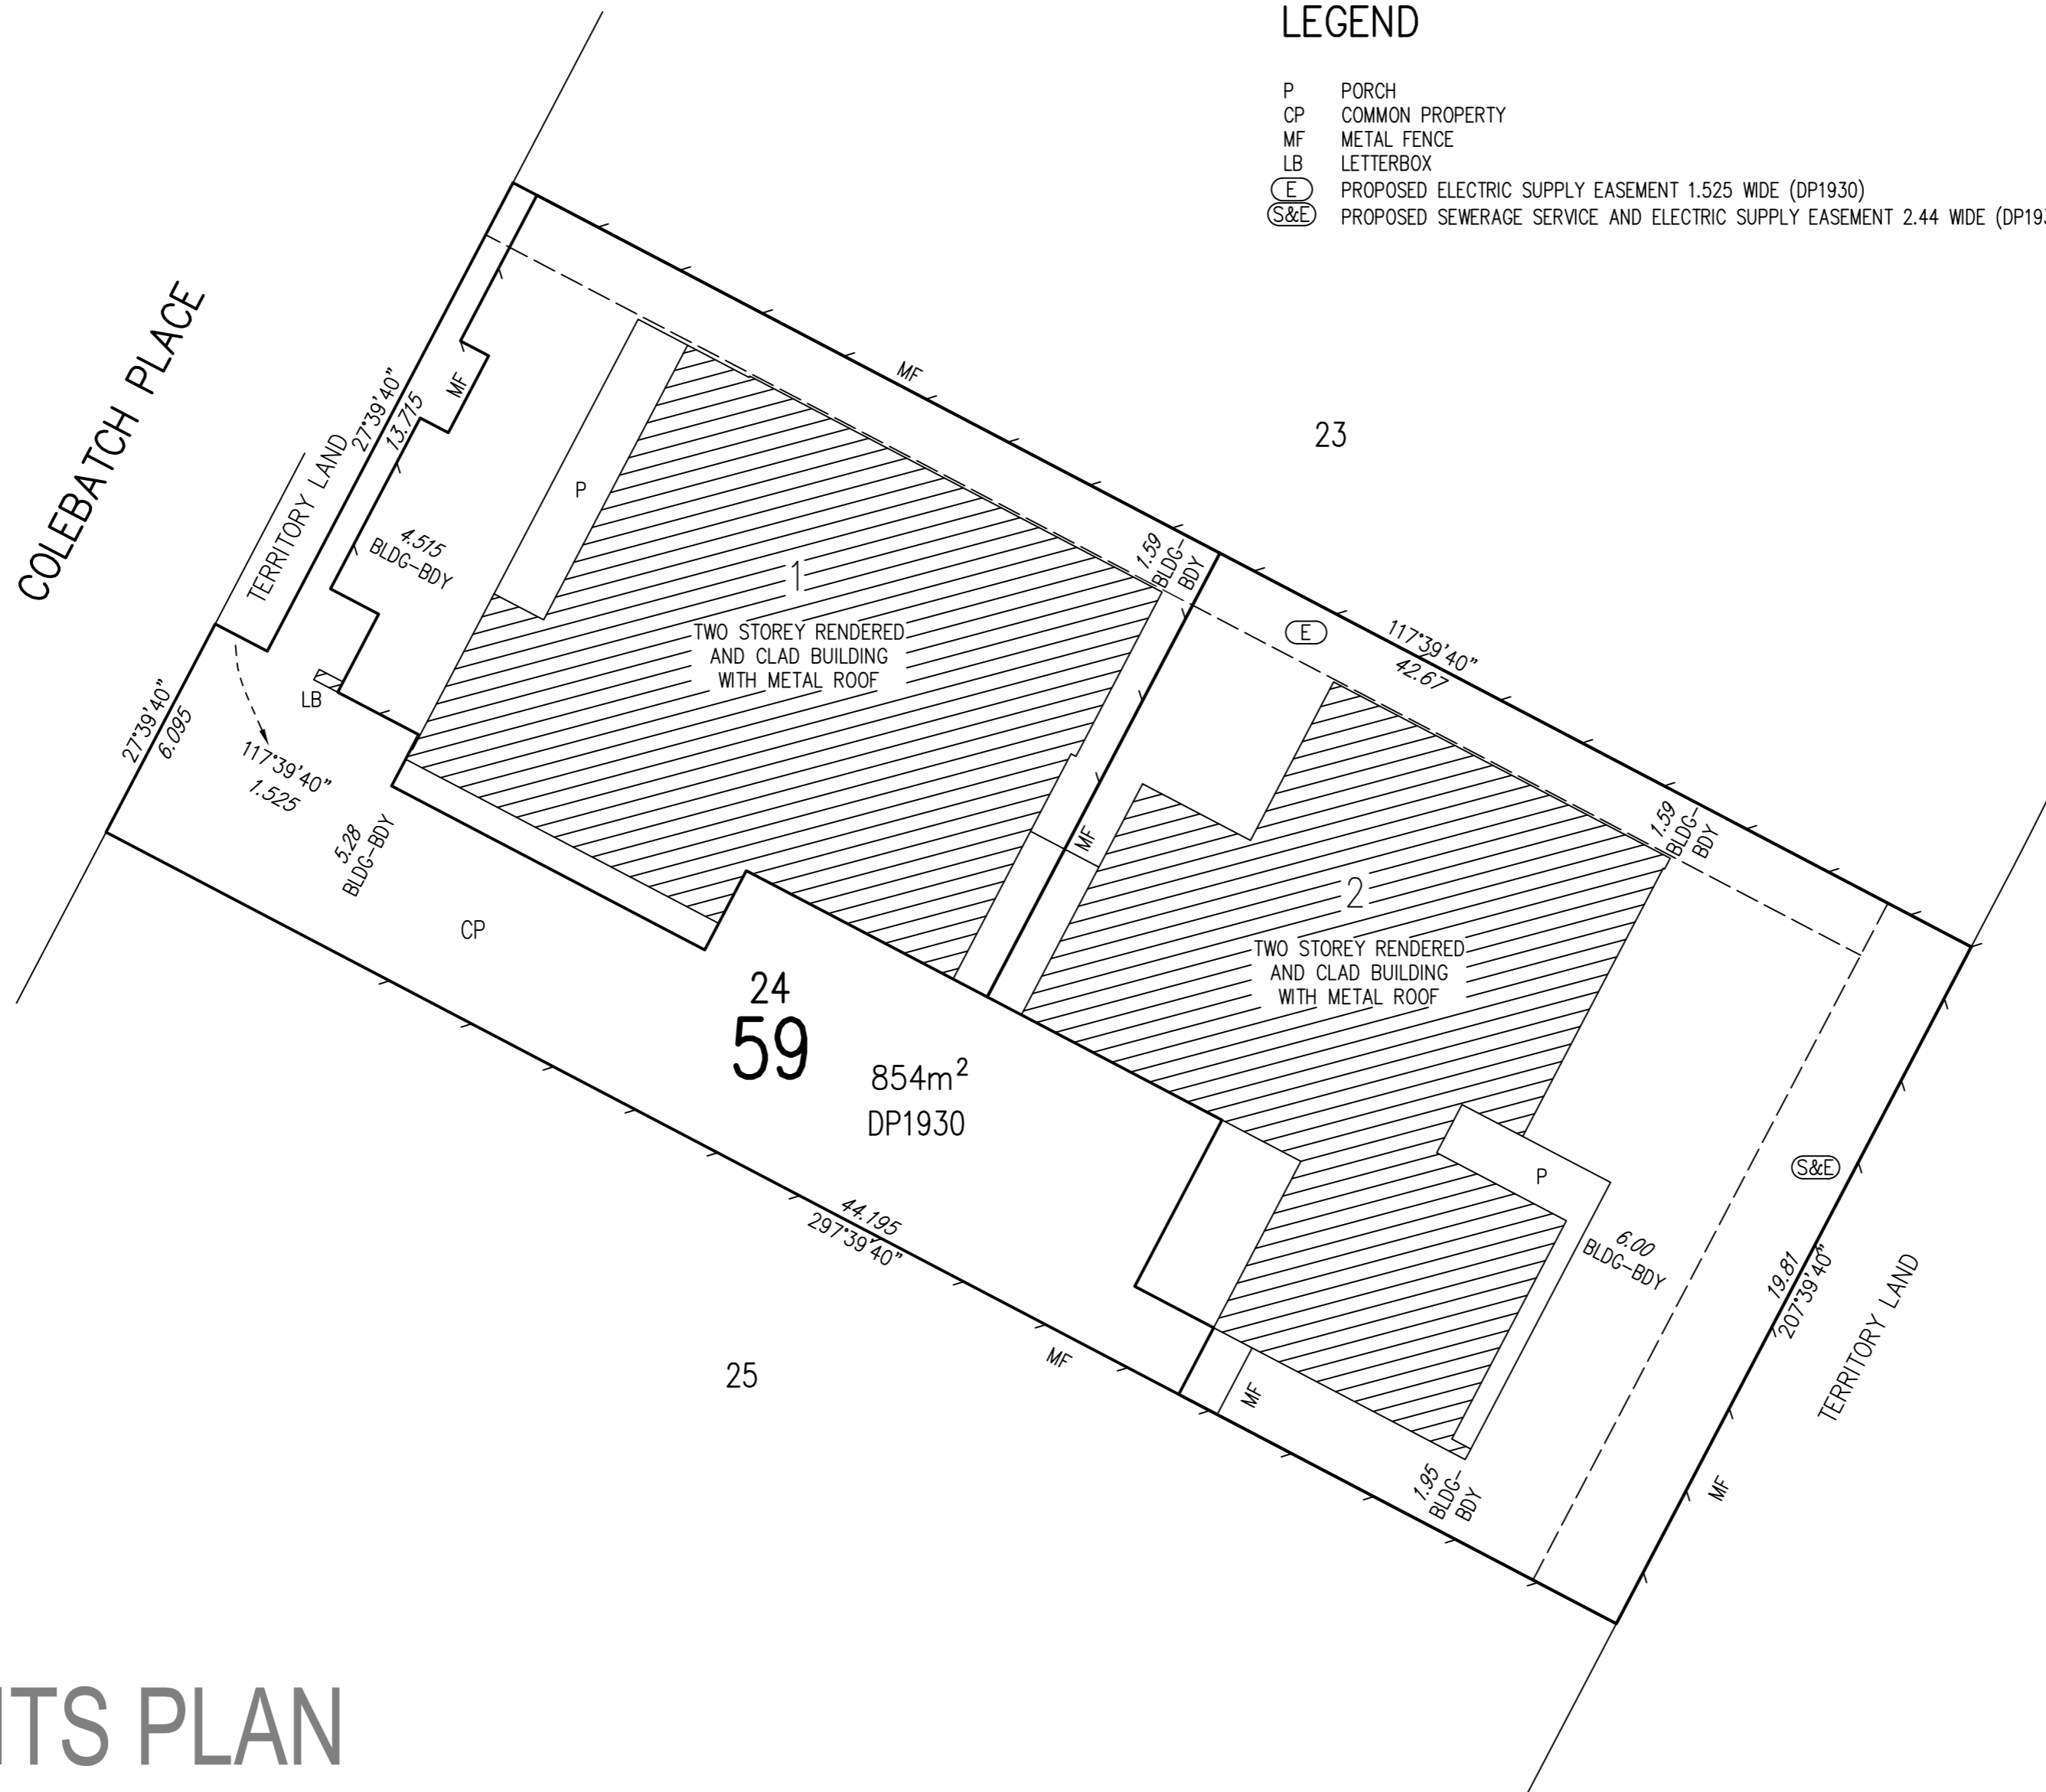 LEGEND
P PORCH
CP COMMON PROPERTY
MF METAL FENCE
LB LETTERBOX
E PROPOSED ELECTRIC SUPPLY EASEMENT 1.525 WIDE (DP1930)
S&E PROPOSED SEWERAGE SERVICE AND ELECTRIC SUPPLY EASEMENT 2.44 WIDE
COLEBATCH PLACE
TERRITORY LAND
27°39'40"
13.715
MF
MF
23
P
4.515
BLDG-BDY
1
TWO STOREY RENDERED
AND CLAD BUILDING
WITH METAL ROOF
1.59
BLDG-
BDY
E
117°39'40"
42.67
LB
27°39'40"
6.095
117°39'40"
1.525
5.28
BLDG-BDY
CP
MF
1.59
BLDG-
BDY
2
TWO STOREY RENDERED
AND CLAD BUILDING
WITH METAL ROOF
24
59
854m²
DP1930
P
S&E
6.00
BLDG-BDY
19.81
207°39'40"
TERRITORY LAND
44.195
297°39'40"
25
MF
MF
1.95
BLDG-
BDY
MF
PLAN